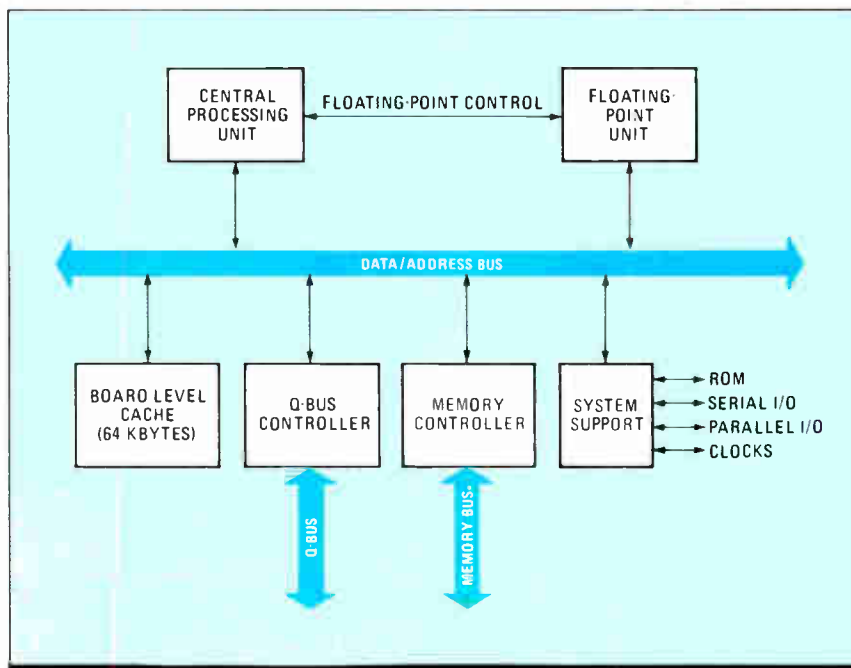 CENTRAL
PROCESSING
UNIT
FLOATING-POINT CONTROL
FLOATING-
POINT
UNIT
DATA/ADDRESS BUS
BOARD LEVEL
CACHE
(64 KBYTES)
Q-BUS
CONTROLLER
MEMORY
CONTROLLER
SYSTEM
SUPPORT
ROM
SERIAL I/O
PARALLEL I/O
CLOCKS
Q-BUS
MEMORY BUS